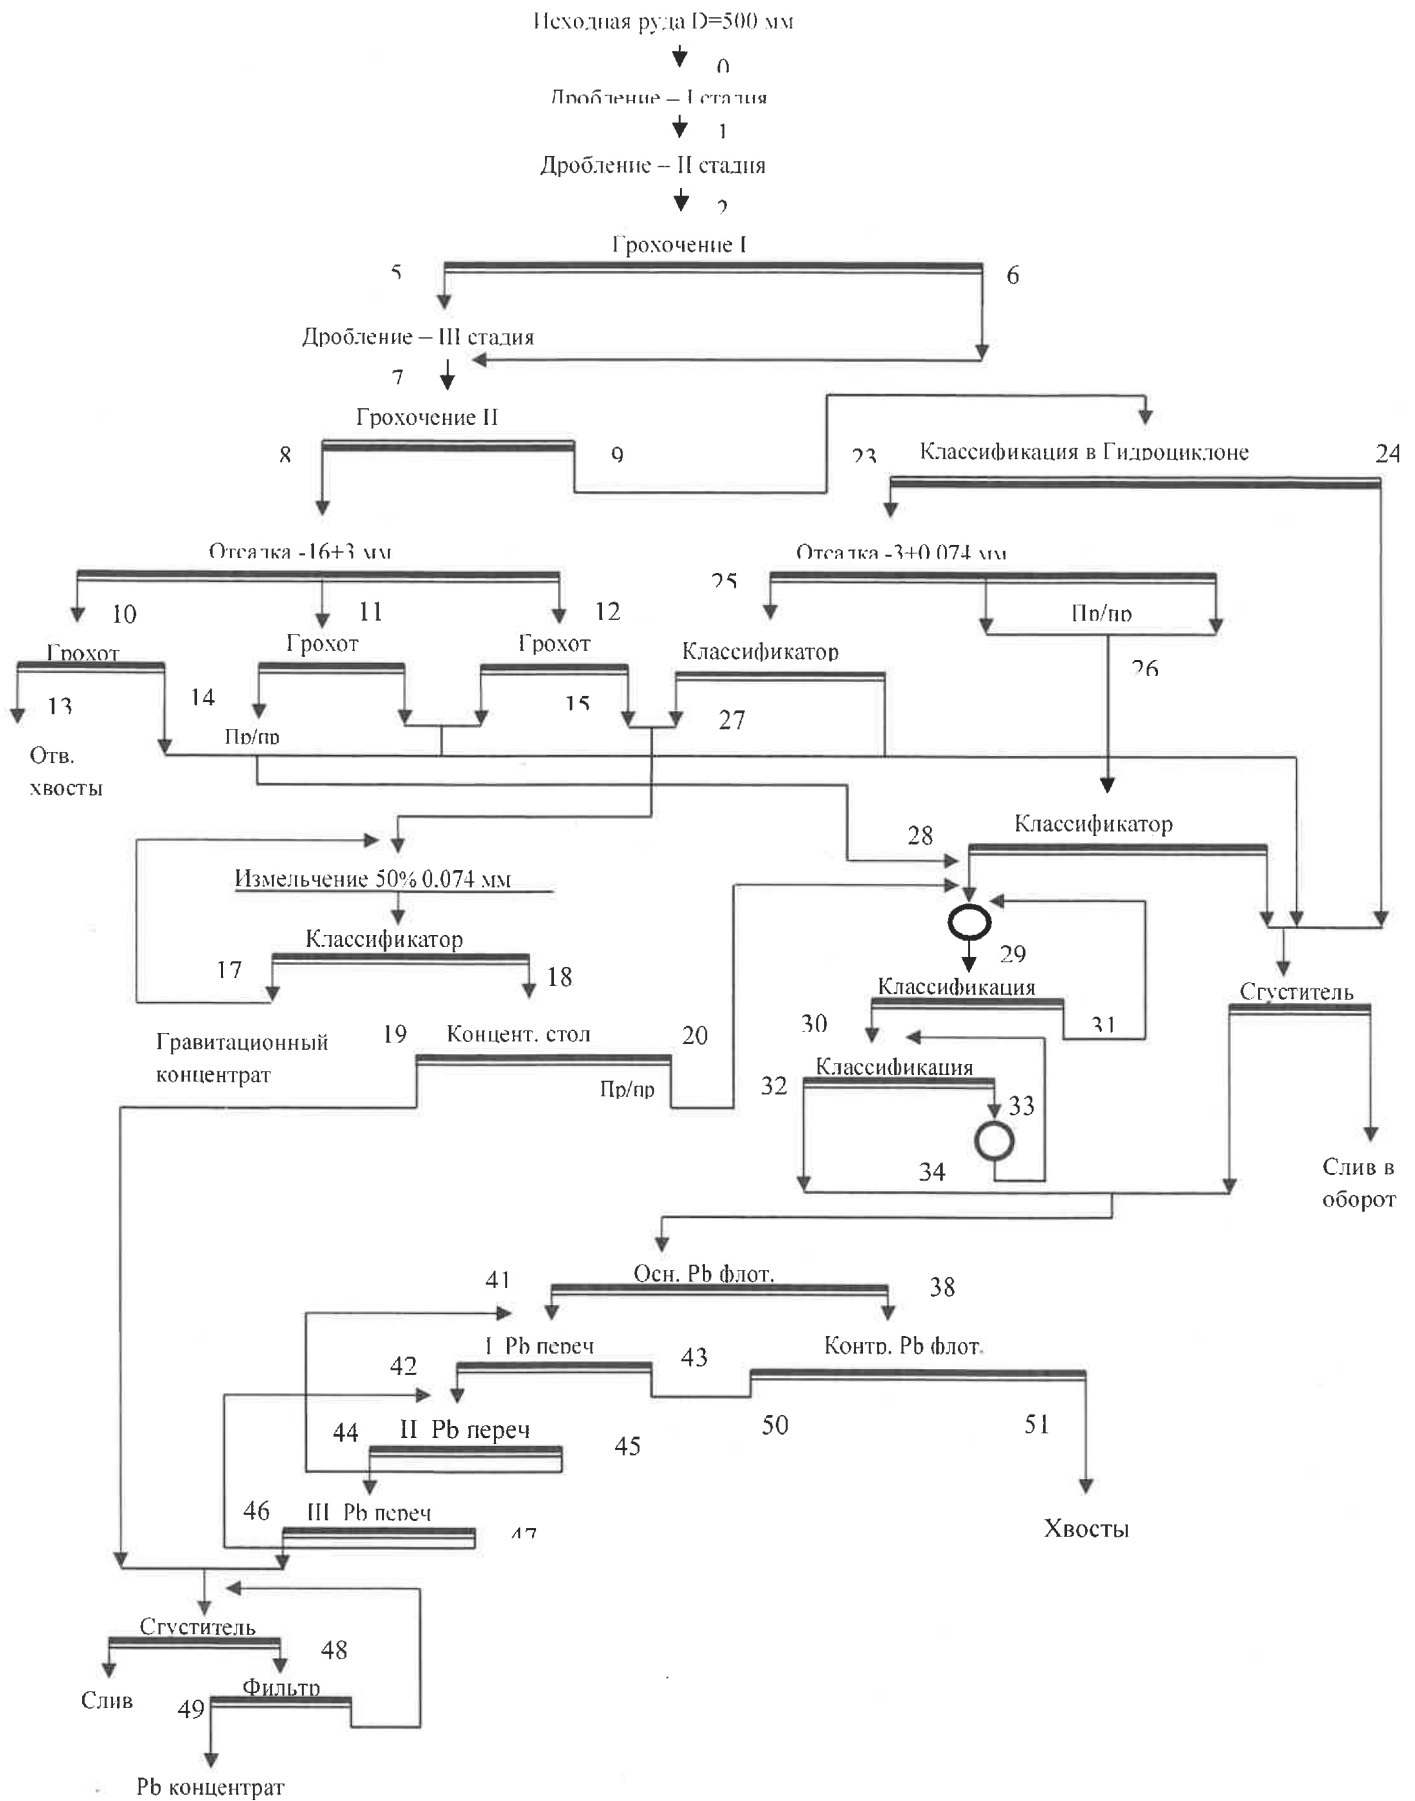 Исходная руда D=500 мм
0
Дробление – I стадия
1
Дробление – II стадия
2
Грохочение I
5
6
Дробление – III стадия
7
Грохочение II
8
9
23
Классификация в Гидроциклоне
24
Отсадка -16+3 мм
Отсадка -3+0.074 мм
10
11
12
25
Пр/пр
Грохот
Грохот
Грохот
Классификатор
26
13
14
15
27
Пр/пр
Отв.
хвосты
28
Классификатор
Измельчение 50% 0.074 мм
Классификатор
17
18
29
Классификация
Сгуститель
30
31
Гравитационный
концентрат
19
Концент. стол
20
Пр/пр
Классификация
32
33
34
Слив в
оборот
41
Осн. Pb флот.
38
I Pb переч
43
Контр. Pb флот.
42
44
II Pb переч
45
50
51
46
III Pb переч
47
Хвосты
Сгуститель
48
Слив
49
Фильтр
Pb концентрат